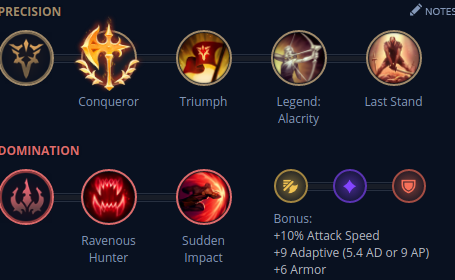 PRECISION
NOTES
Conqueror
Triumph
Legend:
Alacrity
Last Stand
DOMINATION
Ravenous
Hunter
Sudden
Impact
Bonus:
+10% Attack Speed
+9 Adaptive (5.4 AD or 9 AP)
+6 Armor